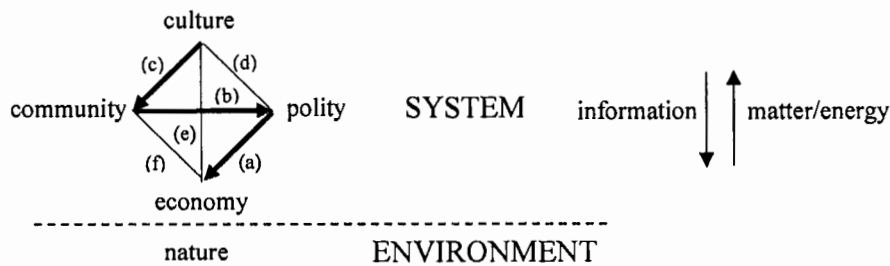 culture
(c) (d)
community (b) polity SYSTEM information matter/energy
(e)
(f) (a)
economy
nature ENVIRONMENT